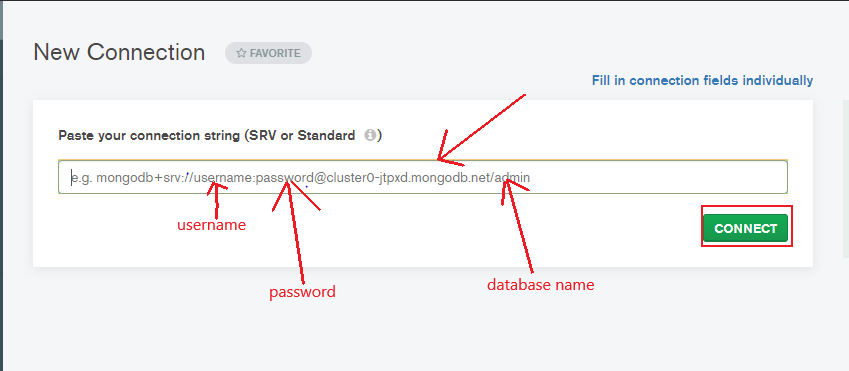 New Connection
FAVORITE
Fill in connection fields individually
Paste your connection string (SRV or Standard )
e.g. mongodb+srv://username:password@cluster0-jtpxd.mongodb.net/admin
username
CONNECT
password
database name